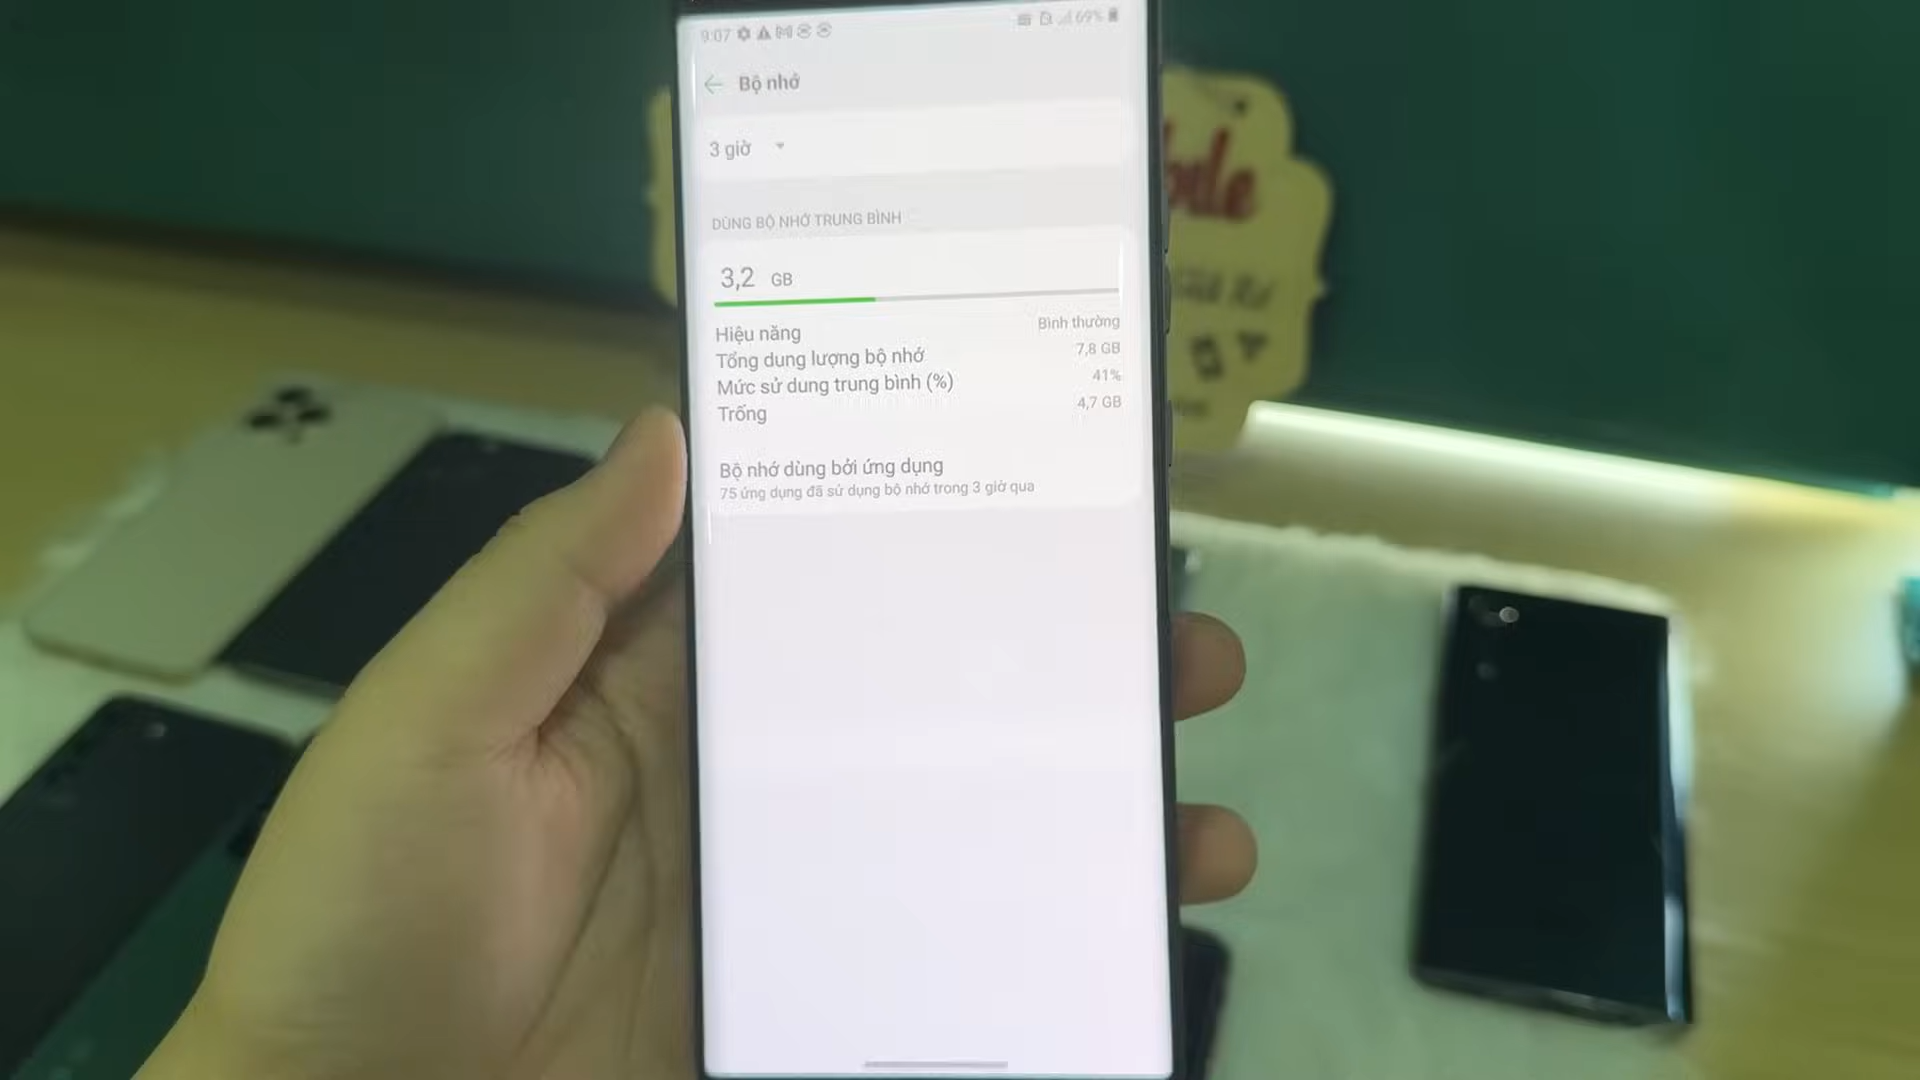 9:07
69%
Bộ nhớ
3 giờ
DÙNG BỘ NHỚ TRUNG BÌNH
3,2 GB
Hiệu năng Bình thường
Tổng dung lượng bộ nhớ 7,8 GB
Mức sử dung trung bình (%) 41%
Trống 4,7 GB
Bộ nhớ dùng bởi ứng dụng
75 ứng dụng đã sử dụng bộ nhớ trong 3 giờ qua